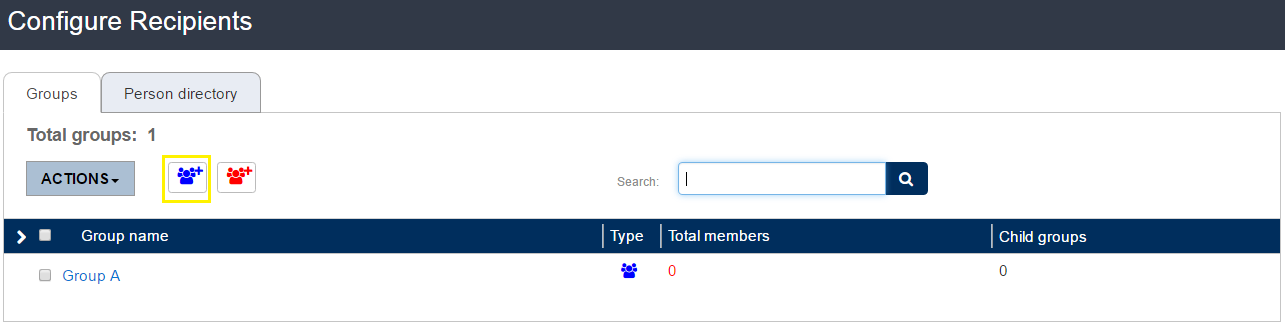 Configure Recipients
Groups Person directory
Total groups: 1
ACTIONS Search:
Group name Type Total members Child groups
Group A 0 0